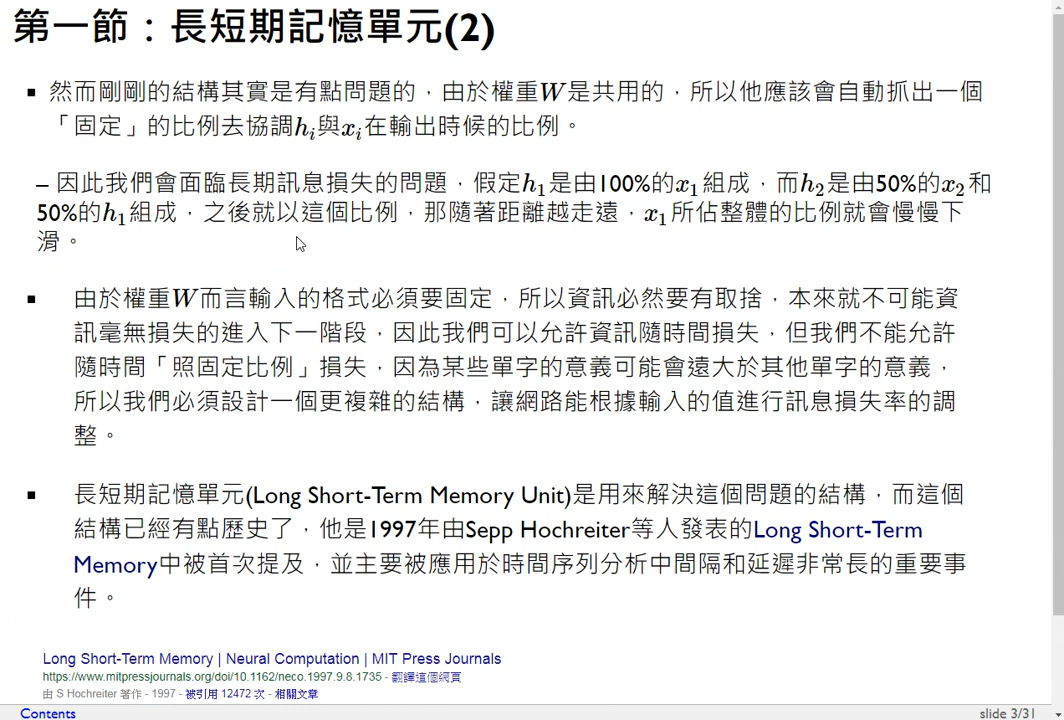 第一節：長短期記憶單元(2)
▪ 然而剛剛的結構其實是有點問題的，由於權重W是共用的，所以他應該會自動抓出一個
「固定」的比例去協調hᵢ與xᵢ在輸出時候的比例。
– 因此我們會面臨長期訊息損失的問題，假定h₁是由100%的x₁組成，而h₂是由50%的x₂和
50%的h₁組成，之後就以這個比例，那隨著距離越走遠，x₁所佔整體的比例就會慢慢下
滑。
▪ 由於權重W而言輸入的格式必須要固定，所以資訊必然要有取捨，本來就不可能資
訊毫無損失的進入下一階段，因此我們可以允許資訊隨時間損失，但我們不能允許
隨時間「照固定比例」損失，因為某些單字的意義可能會遠大於其他單字的意義，
所以我們必須設計一個更複雜的結構，讓網路能根據輸入的值進行訊息損失率的調
整。
▪ 長短期記憶單元(Long Short-Term Memory Unit)是用來解決這個問題的結構，而這個
結構已經有點歷史了，他是1997年由Sepp Hochreiter等人發表的Long Short-Term
Memory中被首次提及，並主要被應用於時間序列分析中間隔和延遲非常長的重要事
件。
Long Short-Term Memory | Neural Computation | MIT Press Journals
https://www.mitpressjournals.org/doi/10.1162/neco.1997.9.8.1735 - 翻譯這個網頁
由 S Hochreiter 著作 - 1997 - 被引用 12472 次 - 相關文章
Contents
slide 3/31